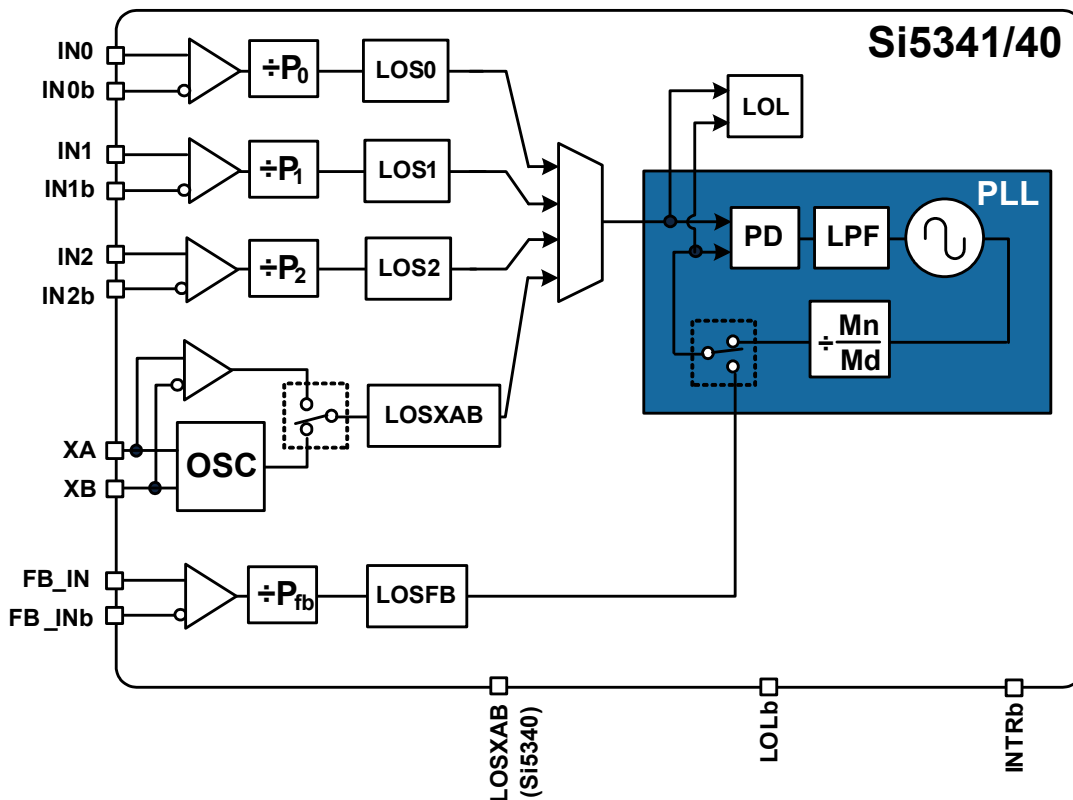 Si5341/40
IN0
IN0b
÷P0
LOS0
LOL
IN1
IN1b
÷P1
LOS1
PLL
PD
LPF
IN2
IN2b
÷P2
LOS2
÷ Mn
Md
XA
XB
OSC
LOSXAB
FB_IN
FB_INb
÷Pfb
LOSFB
LOSXAB
(Si5340)
LOLb
INTRb